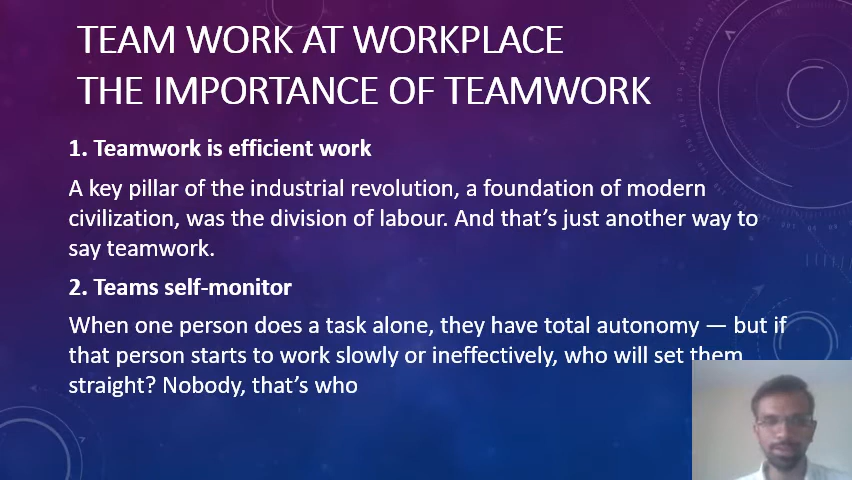 TEAM WORK AT WORKPLACE
THE IMPORTANCE OF TEAMWORK
1. Teamwork is efficient work
A key pillar of the industrial revolution, a foundation of modern
civilization, was the division of labour. And that’s just another way to
say teamwork.
2. Teams self-monitor
When one person does a task alone, they have total autonomy — but if
that person starts to work slowly or ineffectively, who will set them
straight? Nobody, that’s who